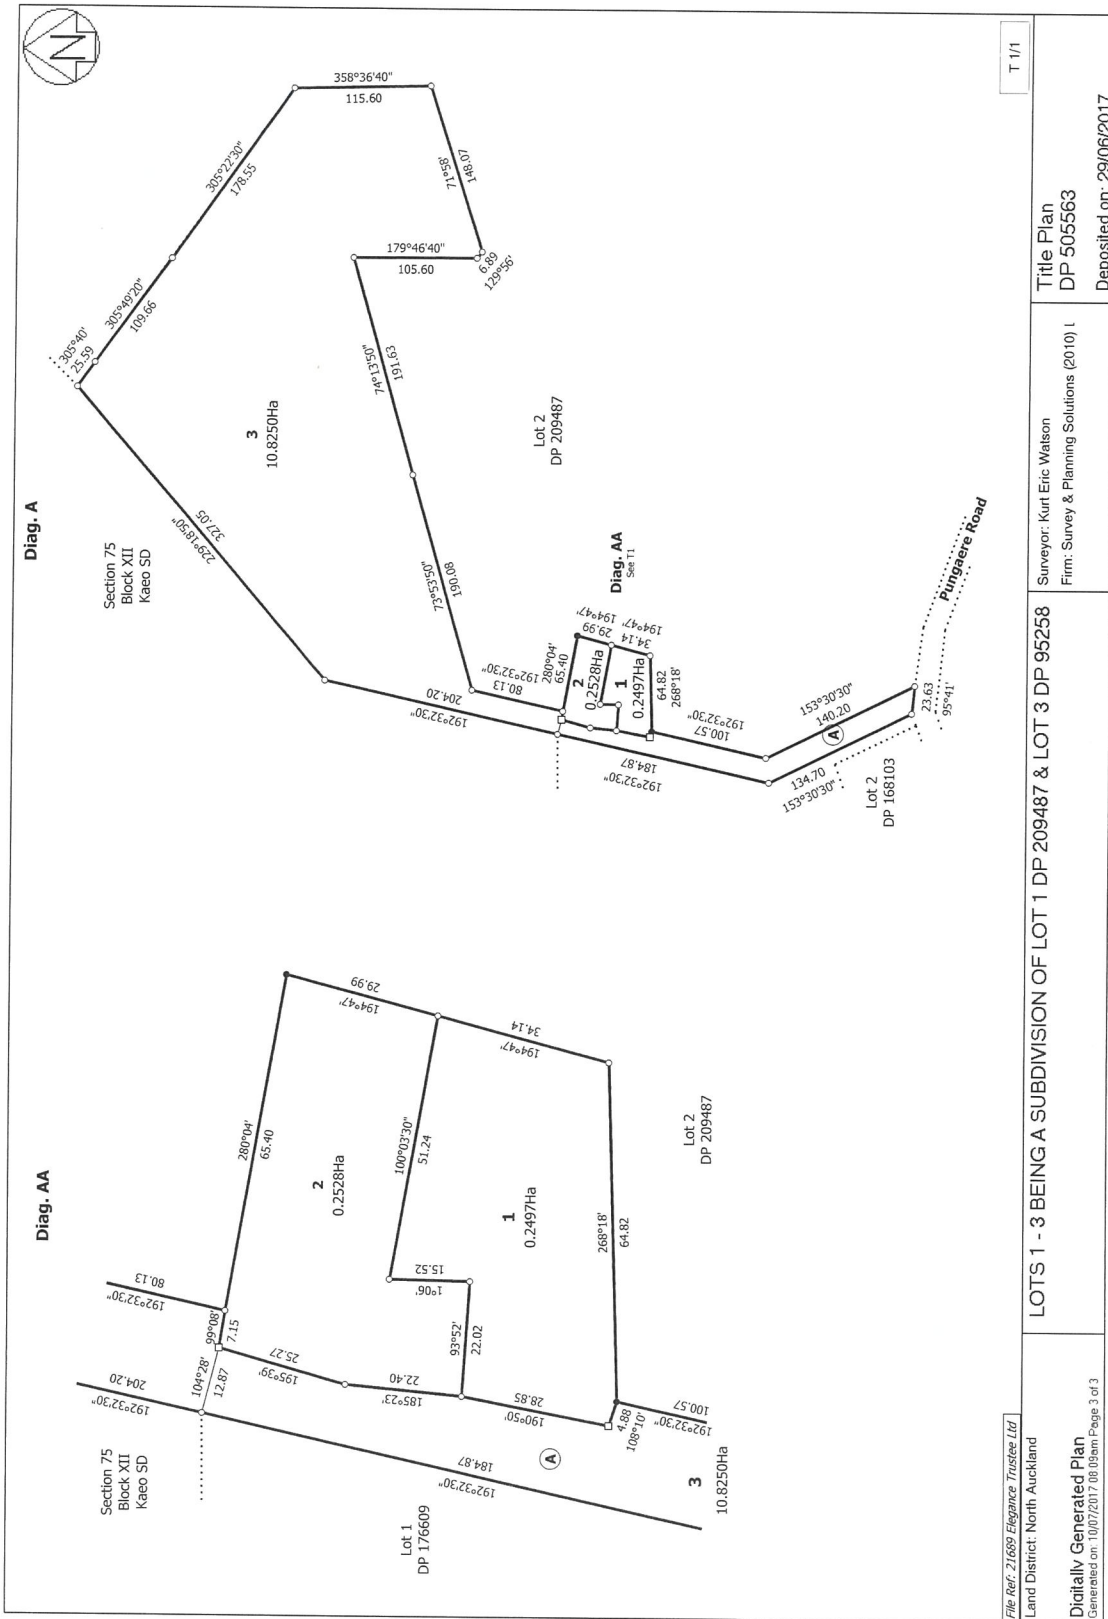 Diag. AA
Section 75
Block XII
Kaeo SD
192°32'30"
204.20
192°32'30"
80.13
104°28'
12.87
99°08'
7.15
280°04'
65.40
195°39'
25.27
185°23'
22.40
2
0.2528Ha
194°47'
29.99
100°03'30"
51.24
1°06'
15.52
93°52'
22.02
1
0.2497Ha
194°47'
34.14
190°50'
28.85
268°18'
64.82
4.88
108°10'
192°32'30"
100.57
A
192°32'30"
184.87
Lot 1
DP 176609
3
10.8250Ha
Lot 2
DP 209487
Diag. A
N
Section 75
Block XII
Kaeo SD
305°40'
25.59
305°49'20"
109.66
305°22'30"
178.55
358°36'40"
115.60
229°18'50"
327.05
3
10.8250Ha
71°58'
148.07
179°46'40"
105.60
6.89
129°56'
74°13'50"
191.63
73°53'50"
190.08
192°32'30"
204.20
192°32'30"
80.13
Lot 2
DP 209487
280°04'
65.40
Diag. AA
See T1
2
0.2528Ha
29.99
194°47'
1
0.2497Ha
34.14
194°47'
64.82
268°18'
192°32'30"
184.87
192°32'30"
100.57
153°30'30"
140.20
A
134.70
153°30'30"
23.63
95°41'
Lot 2
DP 168103
Pungaere Road
T 1/1
File Ref: 21689 Elegance Trustee Ltd
Land District: North Auckland
Digitally Generated Plan
Generated on: 10/07/2017 08:09am Page 3 of 3
LOTS 1 - 3 BEING A SUBDIVISION OF LOT 1 DP 209487 & LOT 3 DP 95258
Surveyor: Kurt Eric Watson
Firm: Survey & Planning Solutions (2010) L
Title Plan
DP 505563
Deposited on: 29/06/2017